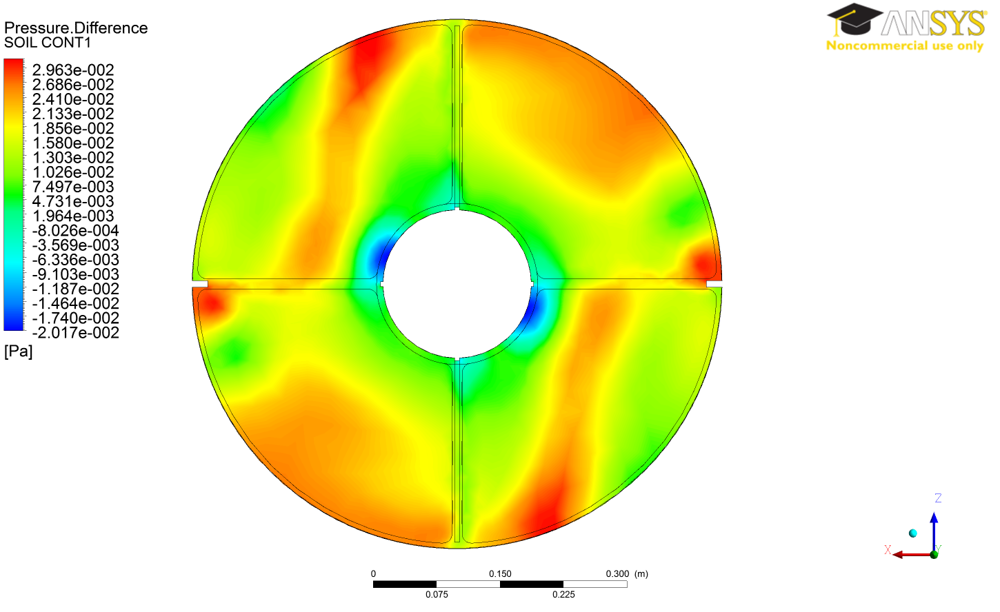 Pressure.Difference
SOIL CONT1
2.963e-002
2.686e-002
2.410e-002
2.133e-002
1.856e-002
1.580e-002
1.303e-002
1.026e-002
7.497e-003
4.731e-003
1.964e-003
-8.026e-004
-3.569e-003
-6.336e-003
-9.103e-003
-1.187e-002
-1.464e-002
-1.740e-002
-2.017e-002
[Pa]
ANSYS
Noncommercial use only
Z
X
Y
0 0.150 0.300 (m)
0.075 0.225